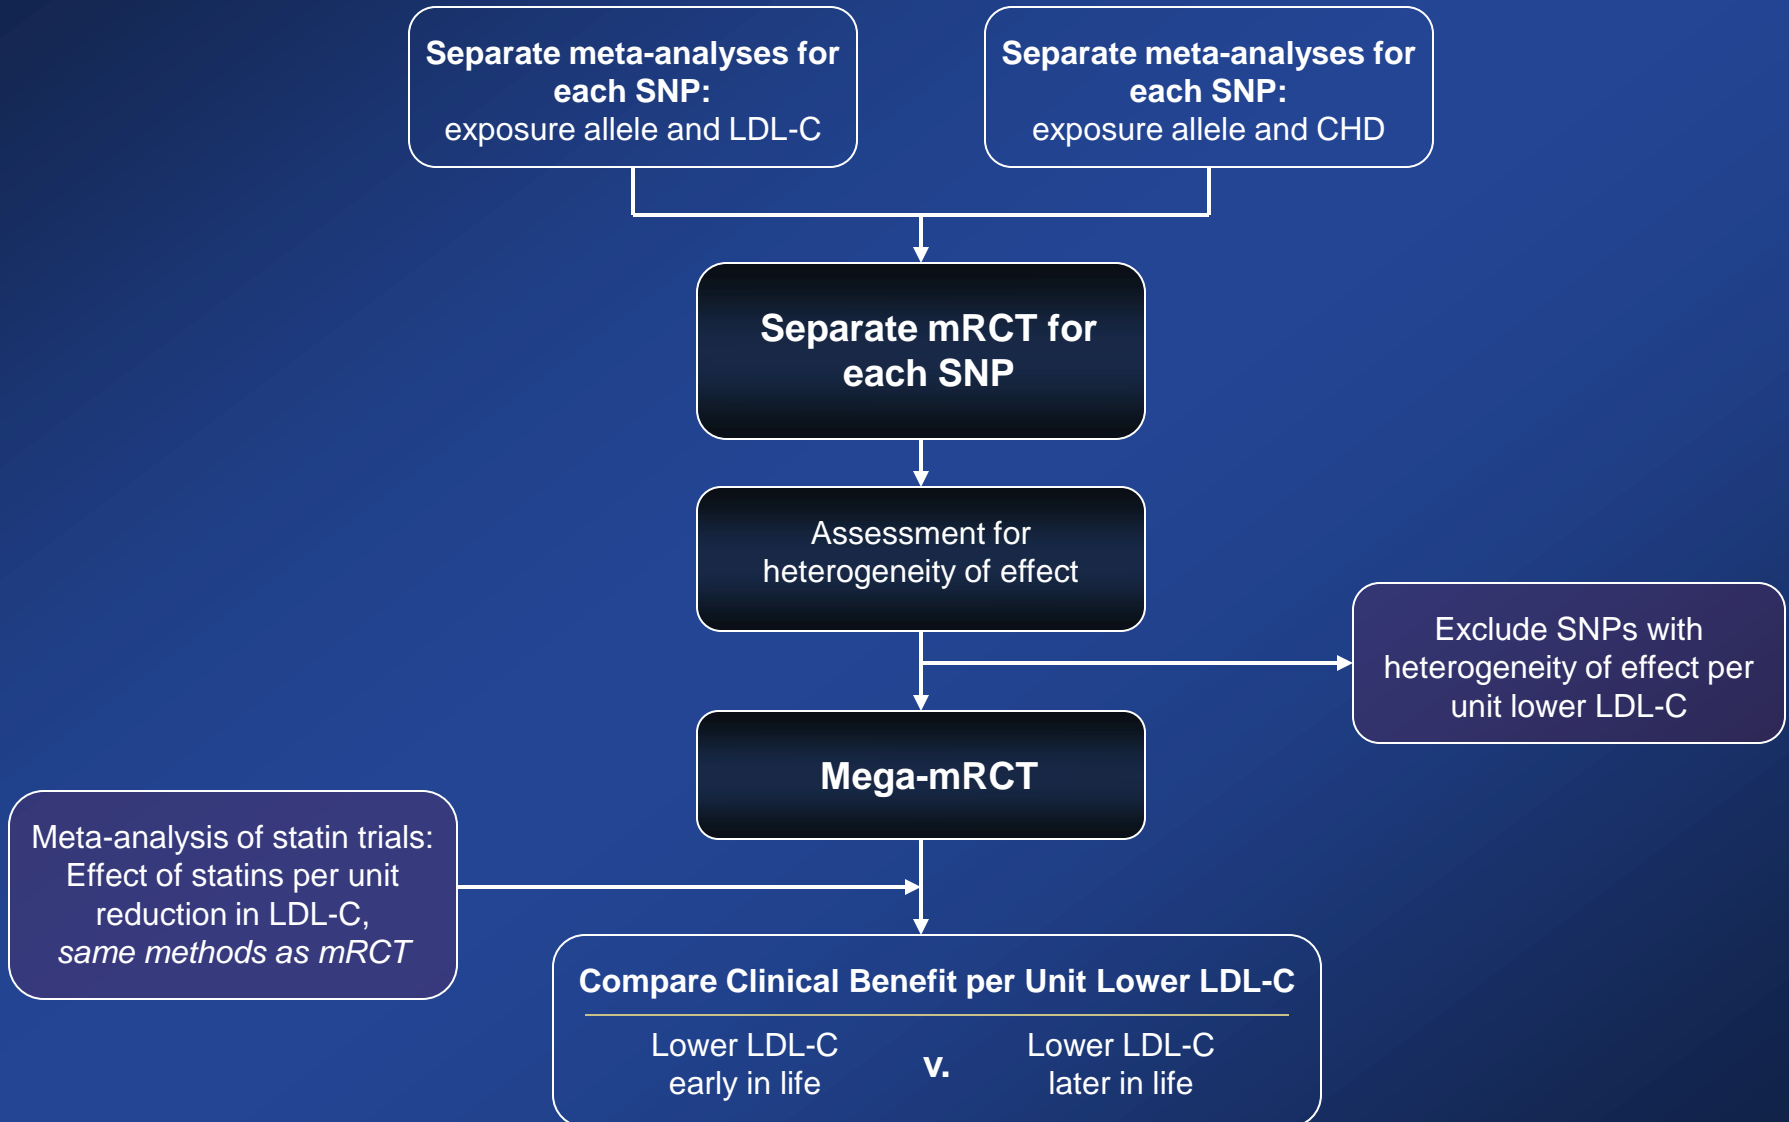 Separate meta-analyses for
each SNP:
exposure allele and LDL-C
Separate meta-analyses for
each SNP:
exposure allele and CHD
Separate mRCT for
each SNP
Assessment for
heterogeneity of effect
Exclude SNPs with
heterogeneity of effect per
unit lower LDL-C
Mega-mRCT
Meta-analysis of statin trials:
Effect of statins per unit
reduction in LDL-C,
same methods as mRCT
Compare Clinical Benefit per Unit Lower LDL-C
Lower LDL-C
early in life
v.
Lower LDL-C
later in life